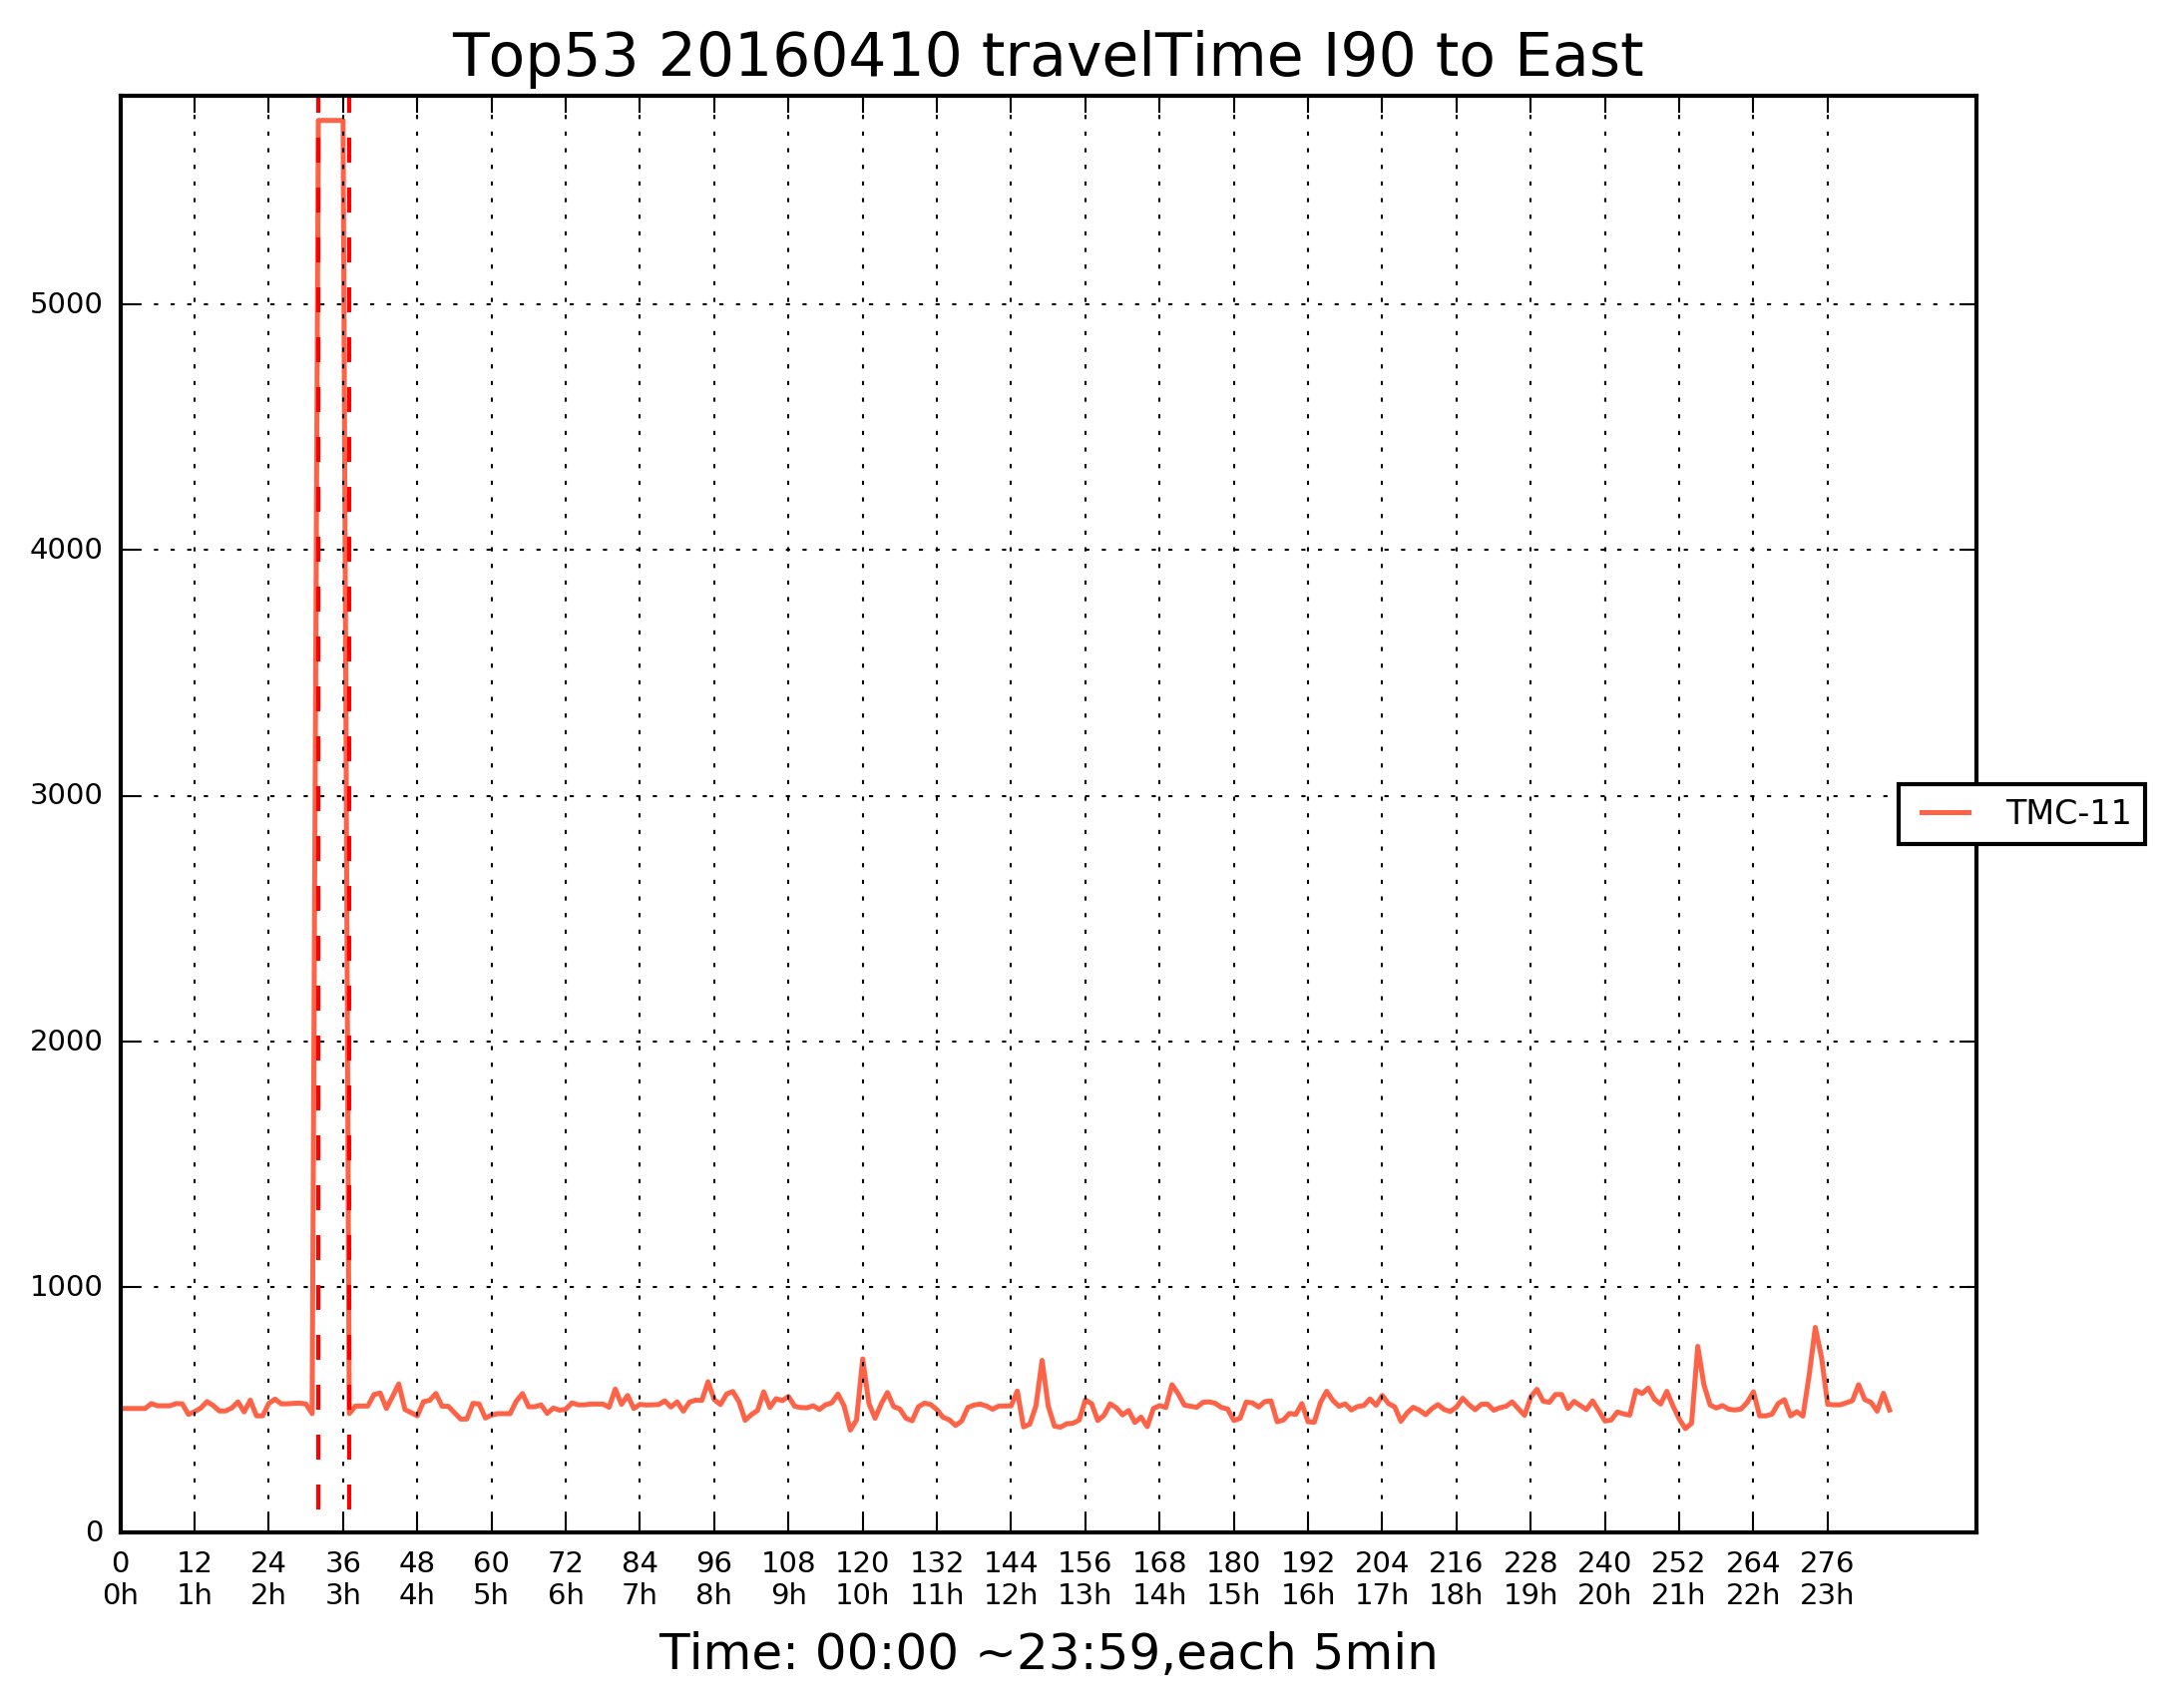 Top53 20160410 travelTime I90 to East
5000
4000
3000
2000
1000
0
TMC-11
0 12 24 36 48 60 72 84 96 108 120 132 144 156 168 180 192 204 216 228 240 252 264 276
0h 1h 2h 3h 4h 5h 6h 7h 8h 9h 10h 11h 12h 13h 14h 15h 16h 17h 18h 19h 20h 21h 22h 23h
Time: 00:00 ~23:59,each 5min